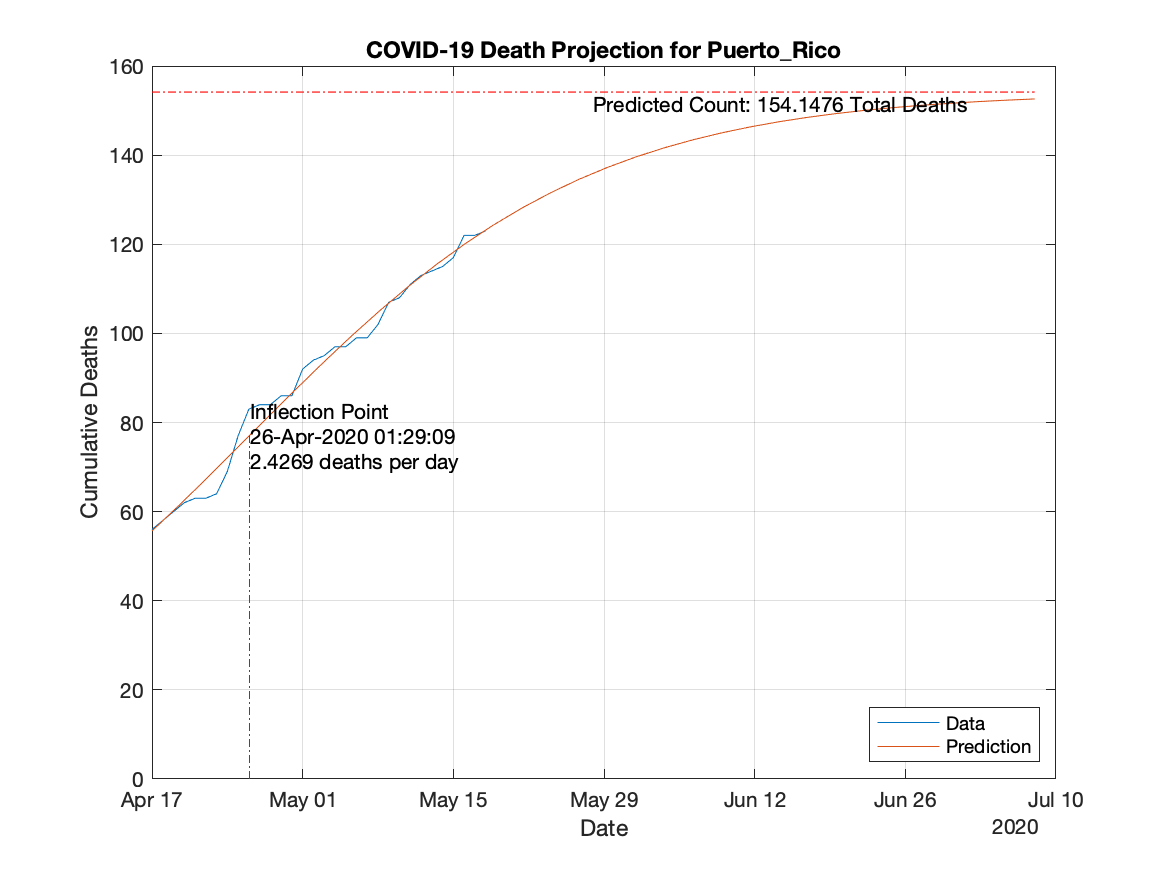 COVID-19 Death Projection for Puerto_Rico
160
Predicted Count: 154.1476 Total Deaths
140
120
100
80
60
40
20
0
Cumulative Deaths
Inflection Point
26-Apr-2020 01:29:09
2.4269 deaths per day
Data
Prediction
Apr 17 May 01 May 15 May 29 Jun 12 Jun 26 Jul 10
Date
2020